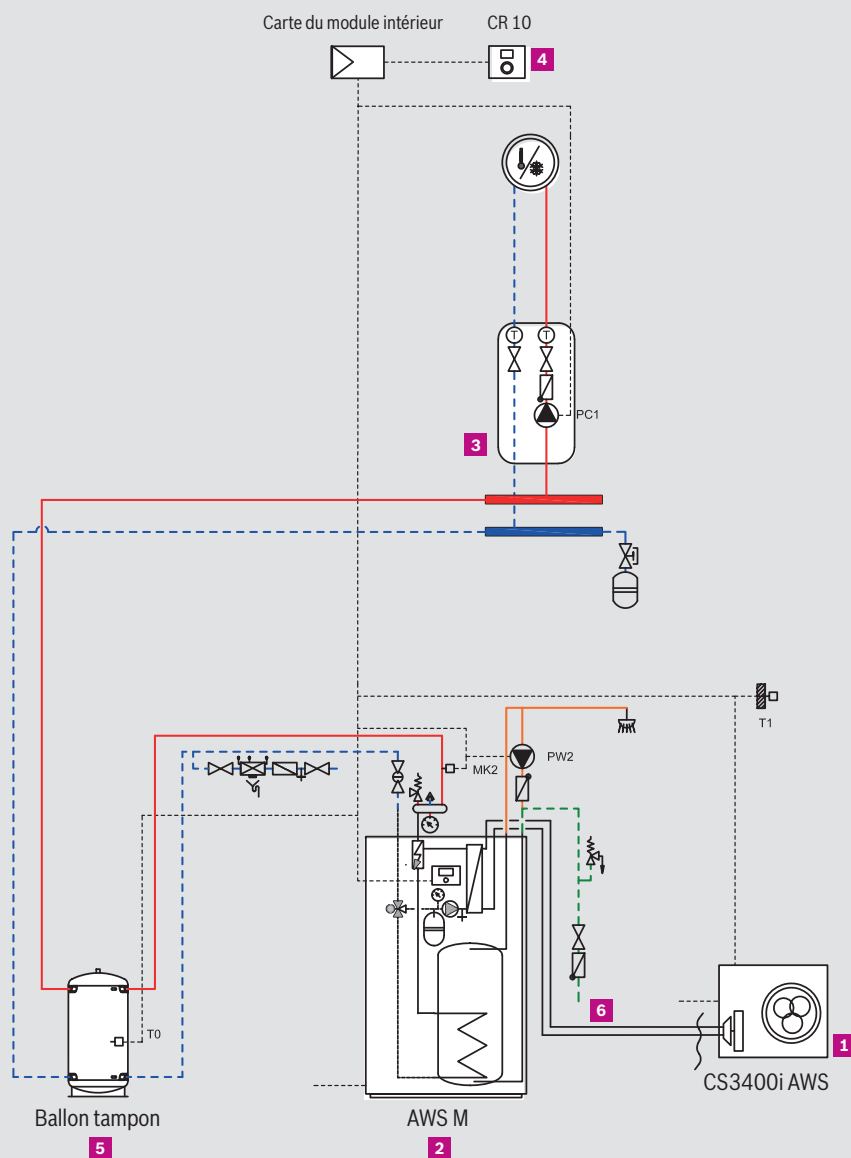 Carte du module intérieur
CR 10
4
T
T
PC1
3
T1
PW2
MK2
T0
6
1
CS3400i AWS
Ballon tampon
AWS M
5
2